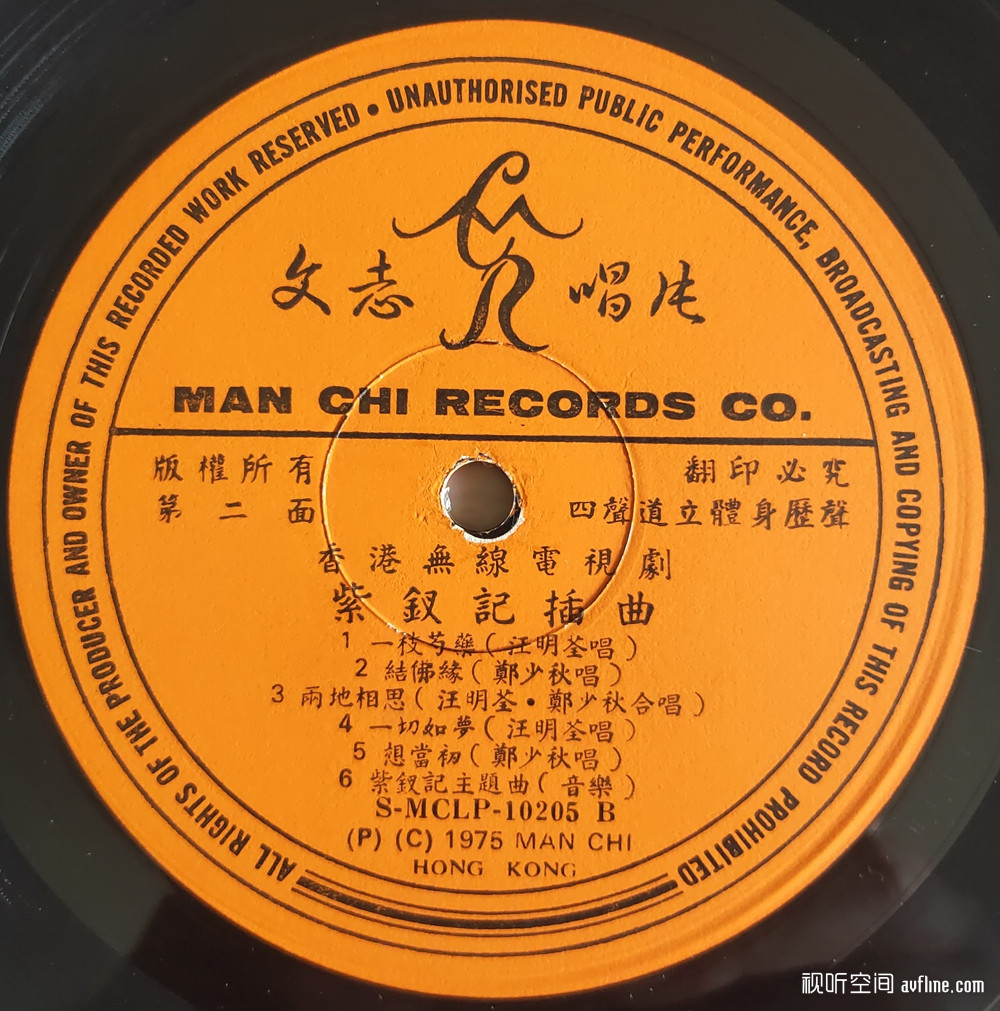 ALL RIGHTS OF THE PRODUCER AND OWNER OF THIS RECORDED WORK RESERVED • UNAUTHORISED PUBLIC PERFORMANCE, BROADCASTING AND COPYING OF THIS RECORD PROHIBITED
文志 唱片
MAN CHI RECORDS CO.
版權所有 翻印必究
第二面 四聲道立體身歷聲
香港無線電視劇
紫釵記插曲
1 一枝芍藥(汪明荃唱)
2 結佛緣(鄭少秋唱)
3 兩地相思(汪明荃・鄭少秋合唱)
4 一切如夢(汪明荃唱)
5 想當初(鄭少秋唱)
6 紫釵記主題曲(音樂)
S-MCLP-10205 B
(P) (C) 1975 MAN CHI
HONG KONG
视听空间 avfline.com